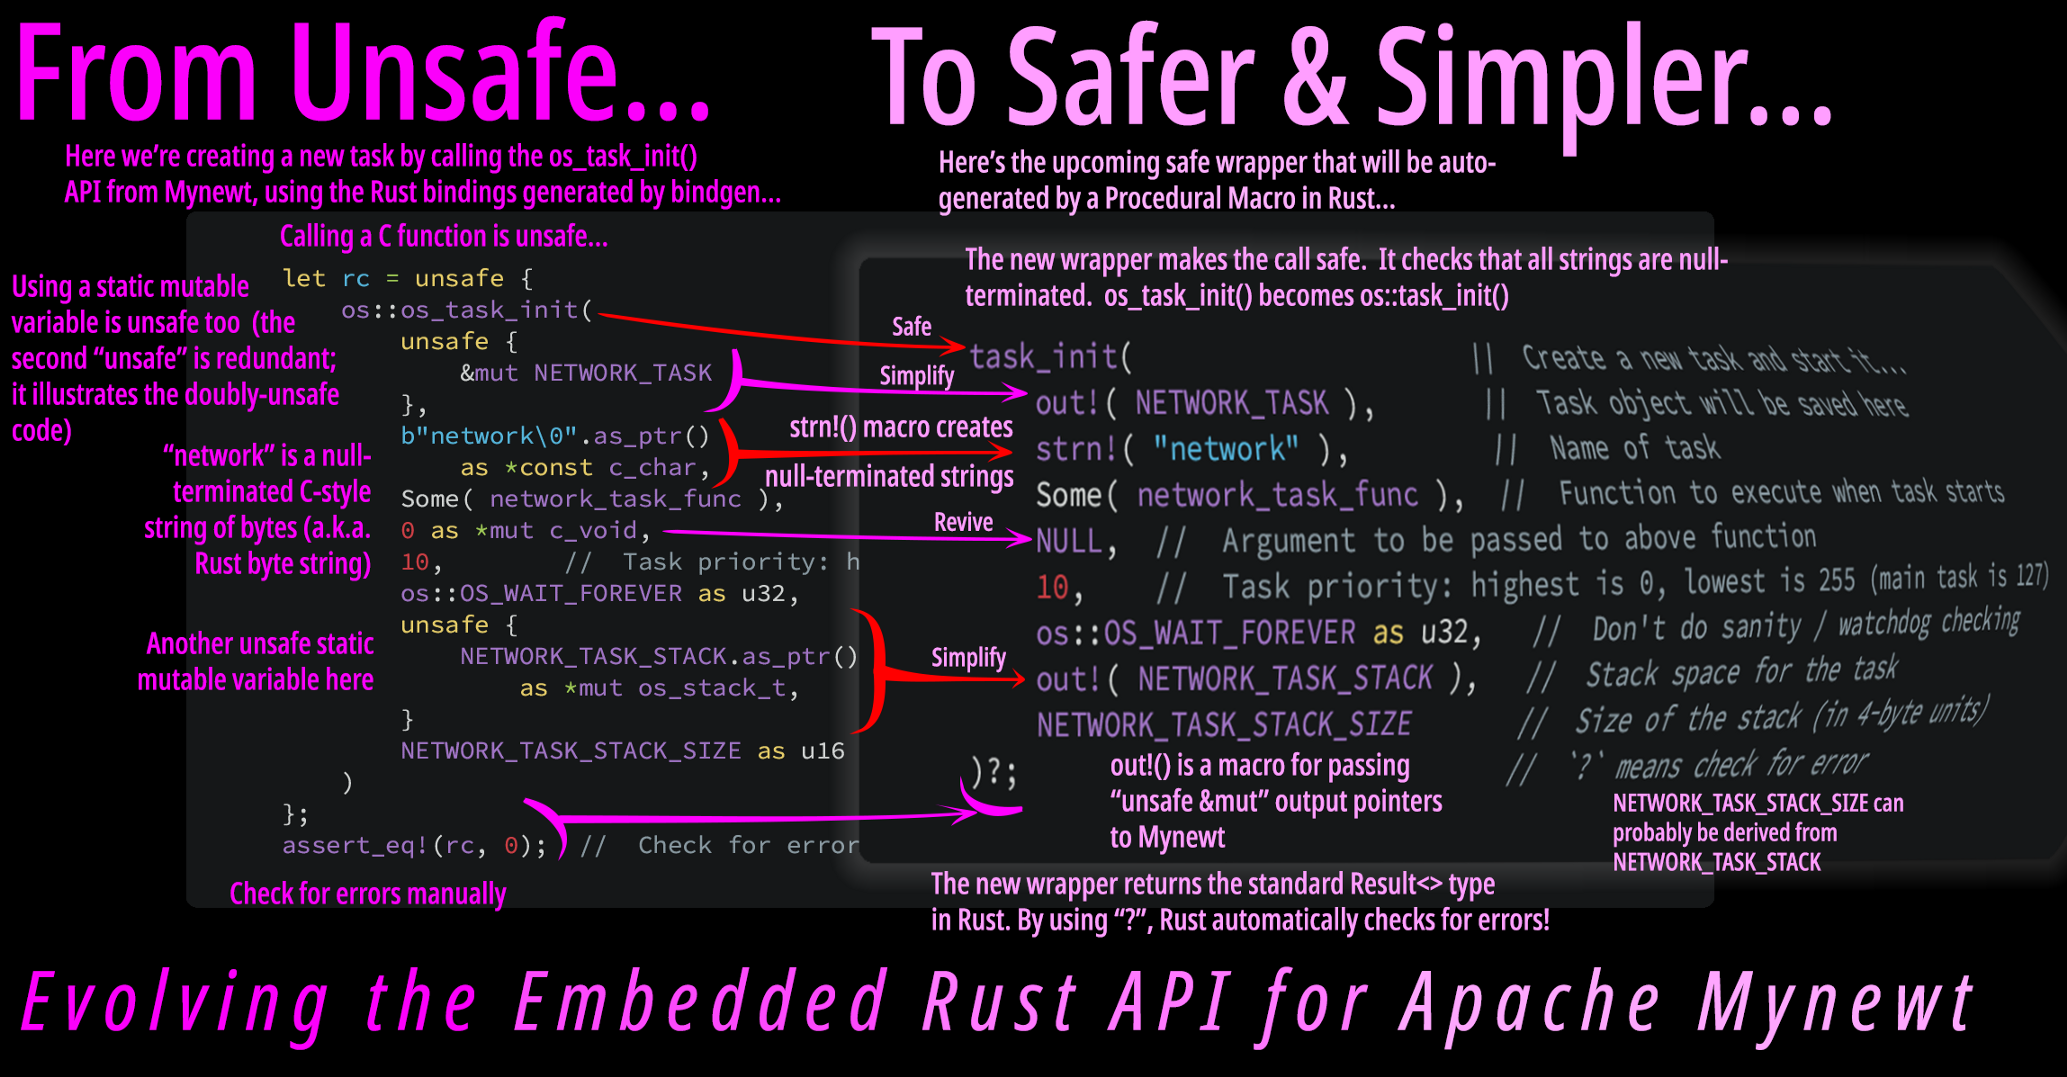 From Unsafe...
Here we're creating a new task by calling the os_task_init()
API from Mynewt, using the Rust bindings generated by bindgen...
Calling a C function is unsafe...
Using a static mutable
variable is unsafe too  (the
second “unsafe” is redundant;
it illustrates the doubly-unsafe
code)
“network” is a null-
terminated C-style
string of bytes (a.k.a.
Rust byte string)
Another unsafe static
mutable variable here
let rc = unsafe {
os::os_task_init(
unsafe {
&mut NETWORK_TASK
},
b"network\0".as_ptr()
as *const c_char,
Some( network_task_func ),
0 as *mut c_void,
10,        //  Task priority: h
os::OS_WAIT_FOREVER as u32,
unsafe {
NETWORK_TASK_STACK.as_ptr()
as *mut os_stack_t,
}
NETWORK_TASK_STACK_SIZE as u16
)
};
assert_eq!(rc, 0);  //  Check for error
Check for errors manually
To Safer & Simpler...
Here's the upcoming safe wrapper that will be auto-
generated by a Procedural Macro in Rust...
The new wrapper makes the call safe.  It checks that all strings are null-
terminated.  os_task_init() becomes os::task_init()
Safe
Simplify
strn!() macro creates
null-terminated strings
Revive
Simplify
task_init(  //  Create a new task and start it...
out!( NETWORK_TASK ),  //  Task object will be saved here
strn!( "network" ),  //  Name of task
Some( network_task_func ),  //  Function to execute when task starts
NULL,  //  Argument to be passed to above function
10,  //  Task priority: highest is 0, lowest is 255 (main task is 127)
os::OS_WAIT_FOREVER as u32,  //  Don't do sanity / watchdog checking
out!( NETWORK_TASK_STACK ),  //  Stack space for the task
NETWORK_TASK_STACK_SIZE  //  Size of the stack (in 4-byte units)
)?;  //  `?` means check for error
out!() is a macro for passing
“unsafe &mut” output pointers
to Mynewt
NETWORK_TASK_STACK_SIZE can
probably be derived from
NETWORK_TASK_STACK
The new wrapper returns the standard Result<> type
in Rust. By using “?”, Rust automatically checks for errors!
Evolving the Embedded Rust API for Apache Mynewt